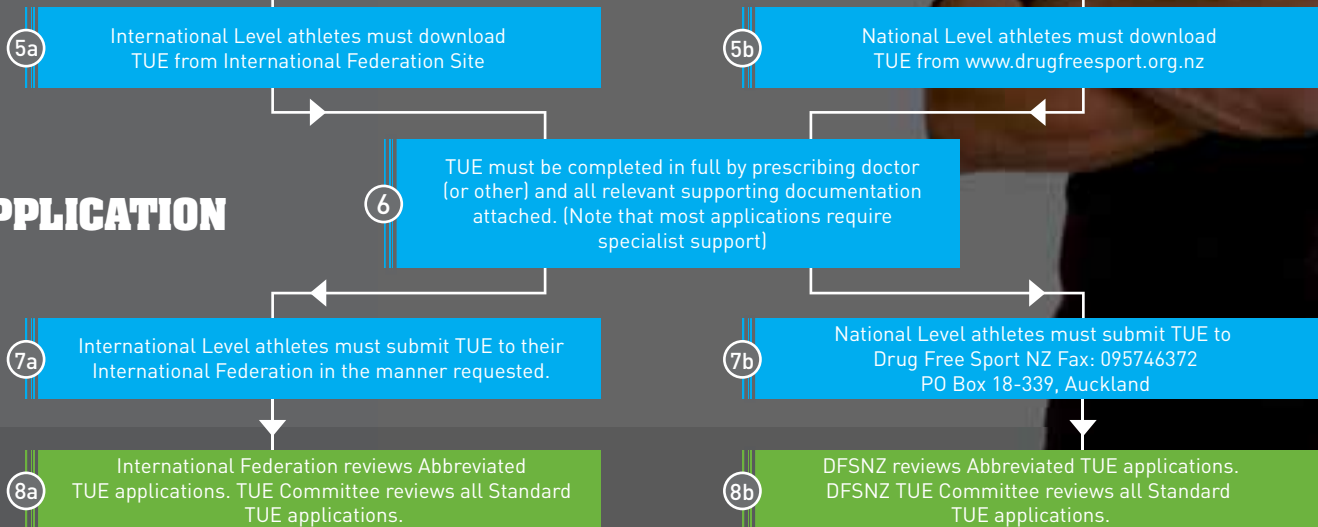 5a
International Level athletes must download
TUE from International Federation Site
5b
National Level athletes must download
TUE from www.drugfreesport.org.nz
6
TUE must be completed in full by prescribing doctor
(or other) and all relevant supporting documentation
attached. (Note that most applications require
specialist support)
PPLICATION
7a
International Level athletes must submit TUE to their
International Federation in the manner requested.
7b
National Level athletes must submit TUE to
Drug Free Sport NZ Fax: 095746372
PO Box 18-339, Auckland
8a
International Federation reviews Abbreviated
TUE applications. TUE Committee reviews all Standard
TUE applications.
8b
DFSNZ reviews Abbreviated TUE applications.
DFSNZ TUE Committee reviews all Standard
TUE applications.